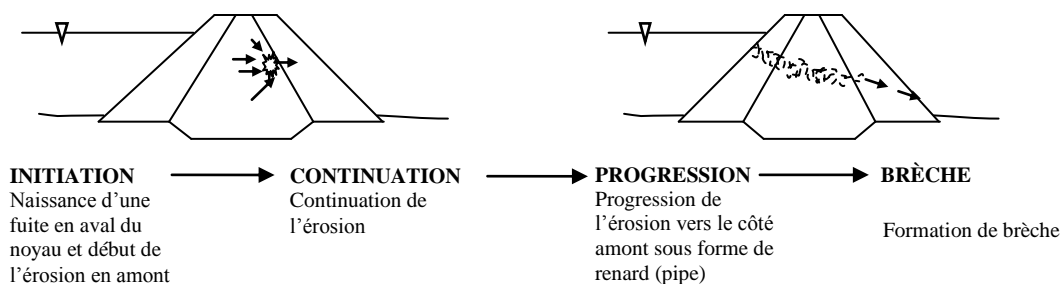 INITIATION
Naissance d’une
fuite en aval du
noyau et début de
l’érosion en amont
CONTINUATION
Continuation de
l’érosion
PROGRESSION
Progression de
l’érosion vers le côté
amont sous forme de
renard (pipe)
BRÈCHE
Formation de brèche